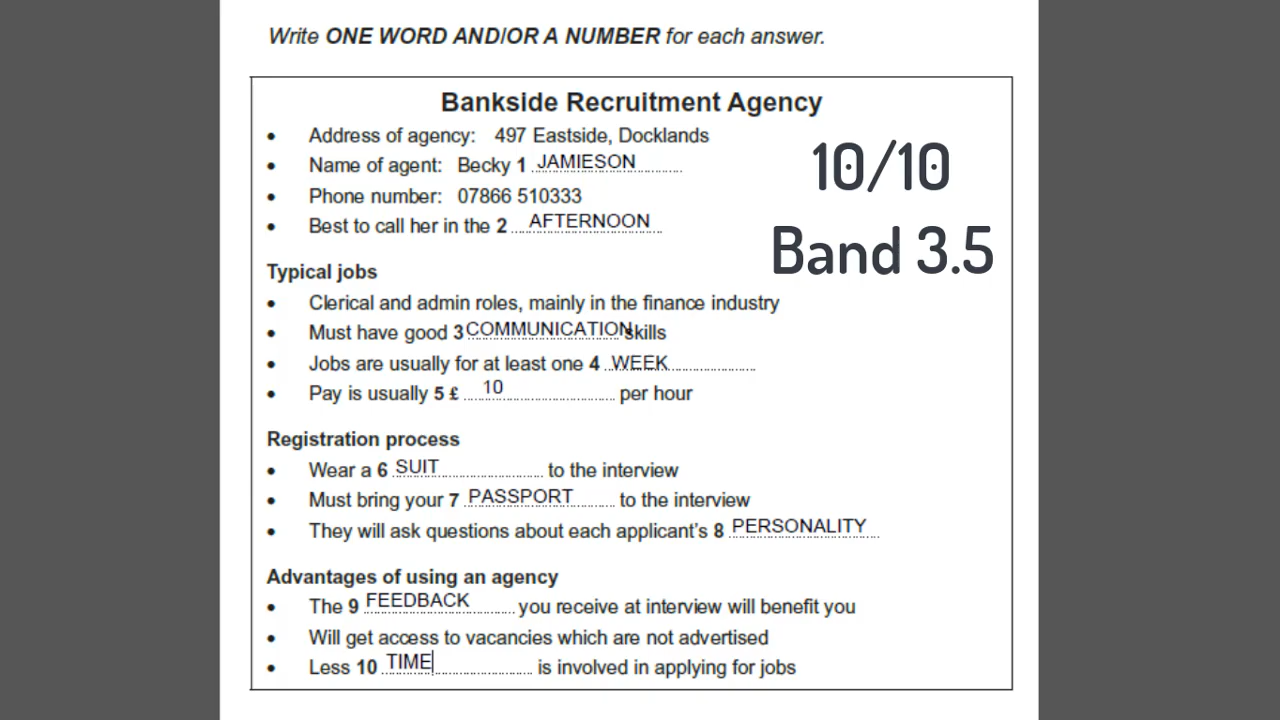 Write ONE WORD AND/OR A NUMBER for each answer.
Bankside Recruitment Agency
• Address of agency: 497 Eastside, Docklands
• Name of agent: Becky 1 JAMIESON
• Phone number: 07866 510333
• Best to call her in the 2 AFTERNOON
10/10
Band 3.5
Typical jobs
• Clerical and admin roles, mainly in the finance industry
• Must have good 3 COMMUNICATION skills
• Jobs are usually for at least one 4 WEEK
• Pay is usually 5 £ 10 per hour
Registration process
• Wear a 6 SUIT to the interview
• Must bring your 7 PASSPORT to the interview
• They will ask questions about each applicant's 8 PERSONALITY
Advantages of using an agency
• The 9 FEEDBACK you receive at interview will benefit you
• Will get access to vacancies which are not advertised
• Less 10 TIME is involved in applying for jobs